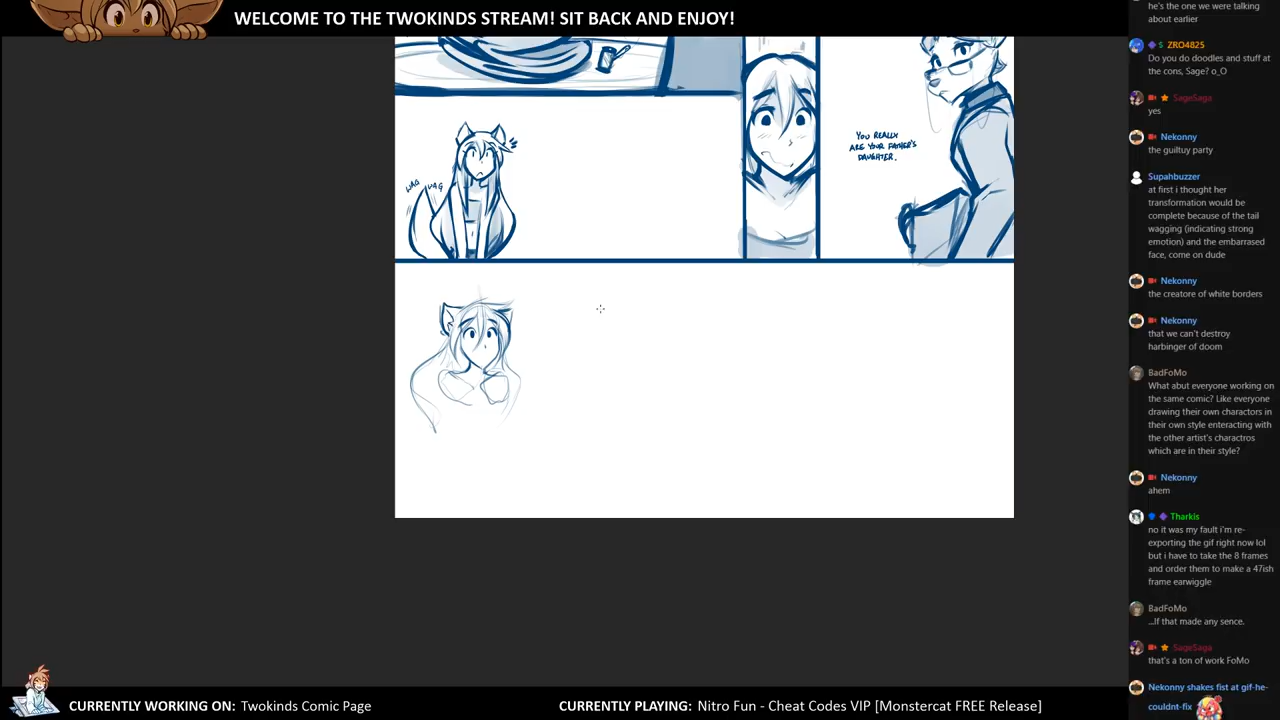 WELCOME TO THE TWOKINDS STREAM! SIT BACK AND ENJOY!
WAG
WAG
YOU REALLY
ARE YOUR FATHER'S
DAUGHTER.
he's the one we were talking
about earlier
ZRO4825
Do you do doodles and stuff at
the cons, Sage? o_O
SageSaga
yes
Nekonny
the guiltuy party
Supahbuzzer
at first i thought her
transformation would be
complete because of the tail
wagging (indicating strong
emotion) and the embarrased
face, come on dude
Nekonny
the creatore of white borders
Nekonny
that we can't destroy
harbinger of doom
BadFoMo
What abut everyone working on
the same comic? Like everyone
drawing their own charactors in
their own style enteracting with
the other artist's charactros
which are in their style?
Nekonny
ahem
Tharkis
no it was my fault i'm re-
exporting the gif right now lol
but i have to take the 8 frames
and order them to make a 47ish
frame earwiggle
BadFoMo
...If that made any sence.
SageSaga
that's a ton of work FoMo
Nekonny shakes fist at gif-he-
couldnt-fix
CURRENTLY WORKING ON: Twokinds Comic Page
CURRENTLY PLAYING: Nitro Fun - Cheat Codes VIP [Monstercat FREE Release]